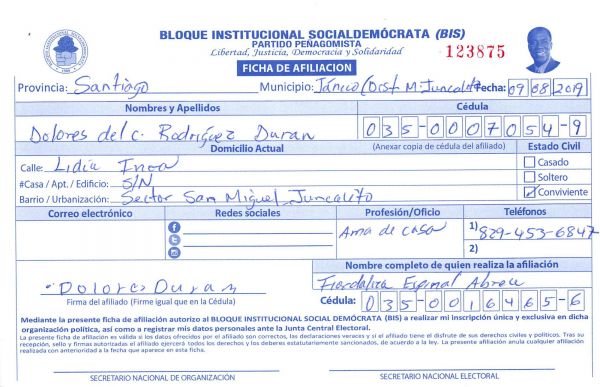 BLOQUE INSTITUCIONAL SOCIALDEMÓCRATA (BIS)
PARTIDO PEÑAGOMISTA
Libertad, Justicia, Democracia y Solidaridad
123875
FICHA DE AFILIACION
Provincia: Santiago Municipio: Jánico (Dist M. Juncalito Fecha: 09/08/2019
Nombres y Apellidos Cédula
Dolores del c. Rodríguez Duran 035-0007054-9
Domicilio Actual (Anexar copia de cédula del afiliado) Estado Civil
Calle: Lidia Inoa Casado
#Casa / Apt. / Edificio: S/N Soltero
Barrio / Urbanización: Sector San Miguel Juncalito Conviviente
Correo electrónico Redes sociales Profesión/Oficio Teléfonos
Ama de casa 1) 829-453-6847
2)
Nombre completo de quien realiza la afiliación
Dolores Duran Fiordaliza Espinal Abreu
Firma del afiliado (Firme igual que en la Cédula) Cédula: 035-0016465-6
Mediante la presente ficha de afiliación autorizo al BLOQUE INSTITUCIONAL SOCIAL DEMÓCRATA (BIS) a realizar mi inscripción única y exclusiva en dicha
organización política, así como a registrar mis datos personales ante la Junta Central Electoral.
La presente ficha de afiliación es válida si los datos ofrecidos por el afiliado son correctos, las declaraciones veraces y si el afiliado tiene el disfrute de sus derechos civiles y políticos. Tras su
recepción, sello y firmas autorizadas el afiliado ejercerá todos los derechos y los deberes estatutariamente sancionados, de acuerdo a la ley. La presente afiliación anula cualquier afiliación
realizada con anterioridad a la fecha que aparece en esta ficha.
SECRETARIO NACIONAL DE ORGANIZACIÓN SECRETARIO NACIONAL ELECTORAL